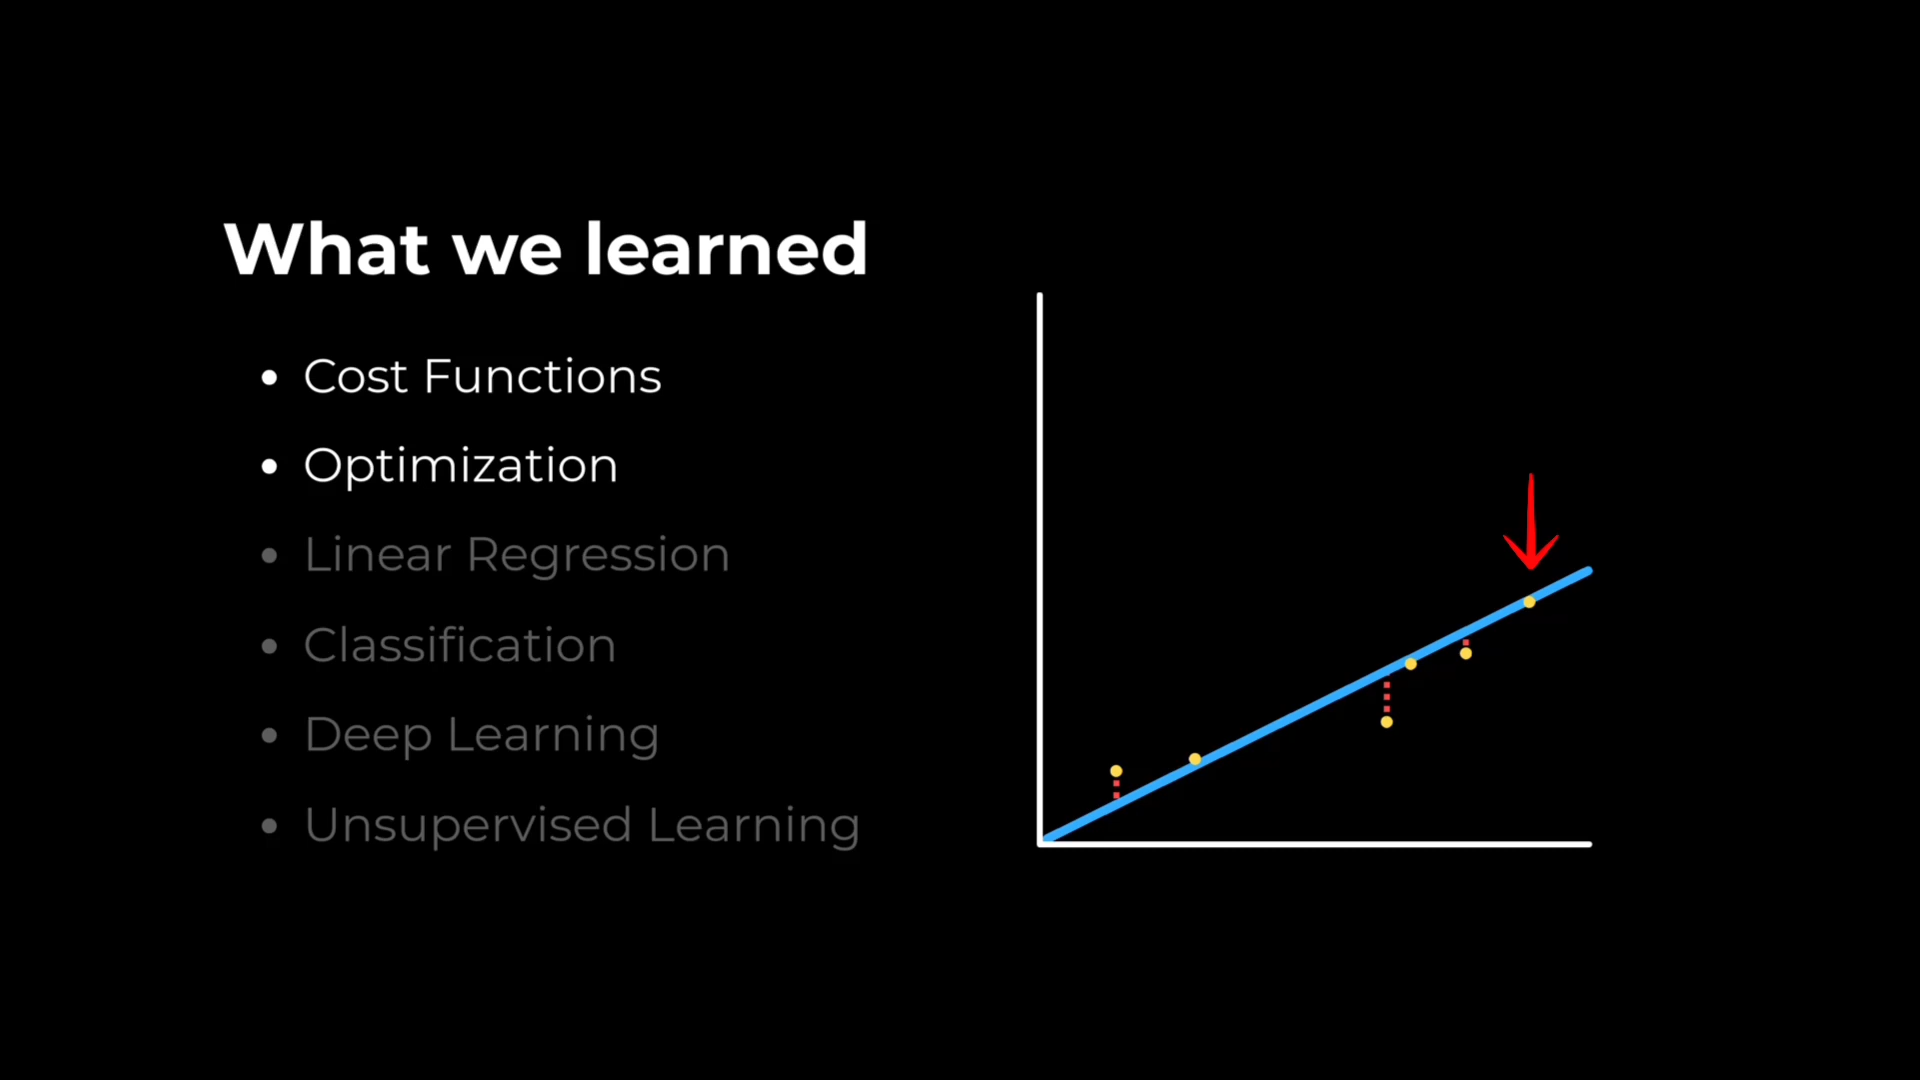 What we learned
• Cost Functions
• Optimization
• Linear Regression
• Classification
• Deep Learning
• Unsupervised Learning